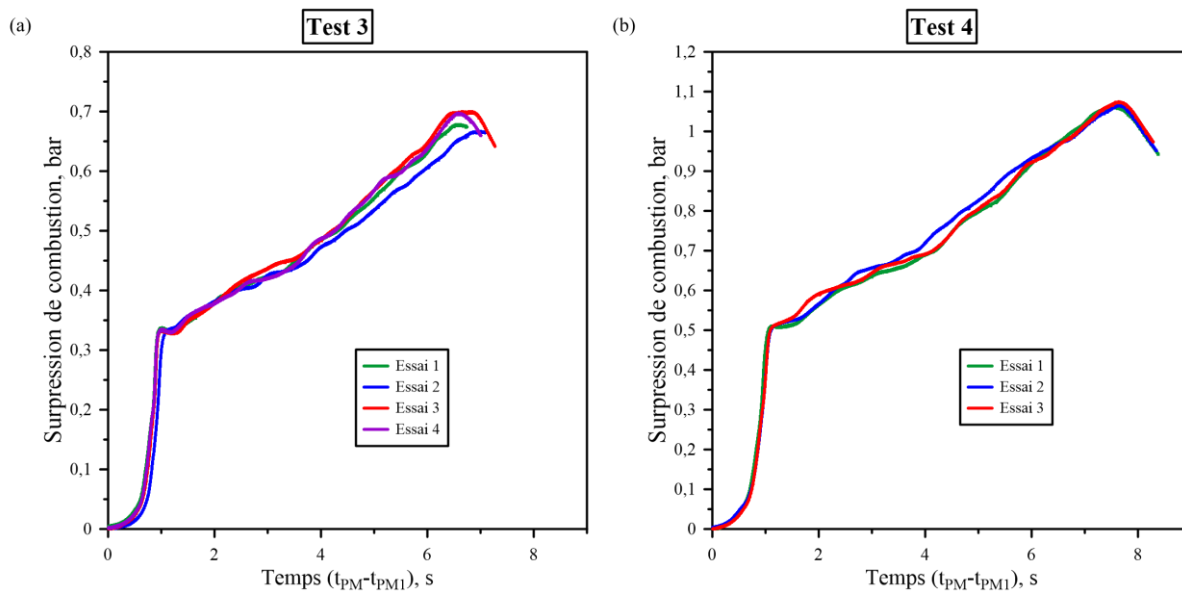 (a)
Test 3
0,8
0,7
0,6
0,5
0,4
0,3
0,2
0,1
0
Surpression de combustion, bar
Essai 1
Essai 2
Essai 3
Essai 4
0 2 4 6 8
Temps (tPM-tPM1), s
(b)
Test 4
1,2
1,1
1
0,9
0,8
0,7
0,6
0,5
0,4
0,3
0,2
0,1
0
Surpression de combustion, bar
Essai 1
Essai 2
Essai 3
0 2 4 6 8
Temps (tPM-tPM1), s